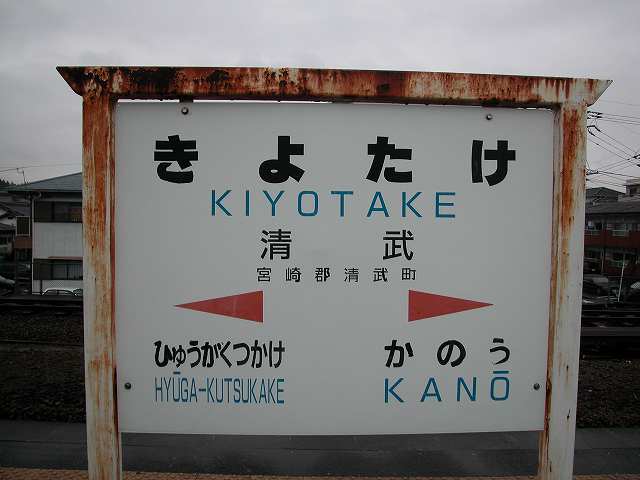 きよたけ
KIYOTAKE
清武
宮崎郡清武町
ひゅうがくつかけ かのう
HYŪGA-KUTSUKAKE KANŌ